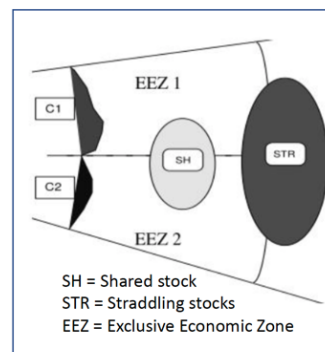 EEZ 1
C1
SH
STR
C2
EEZ 2
SH = Shared stock
STR = Straddling stocks
EEZ = Exclusive Economic Zone